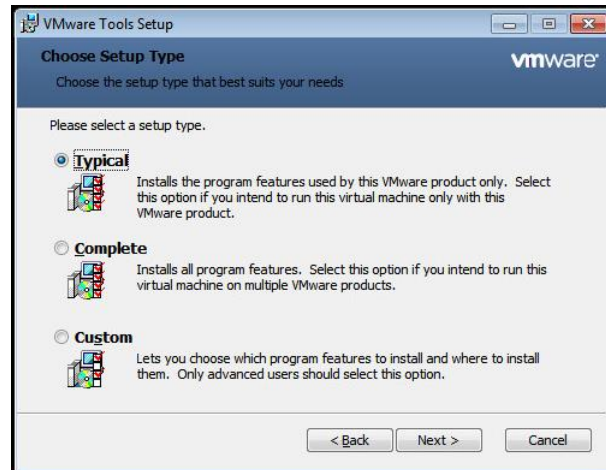 VMware Tools Setup
Choose Setup Type
Choose the setup type that best suits your needs
vmware
Please select a setup type.
Typical
Installs the program features used by this VMware product only. Select
this option if you intend to run this virtual machine only with this
VMware product.
Complete
Installs all program features. Select this option if you intend to run this
virtual machine on multiple VMware products.
Custom
Lets you choose which program features to install and where to install
them. Only advanced users should select this option.
< Back Next > Cancel